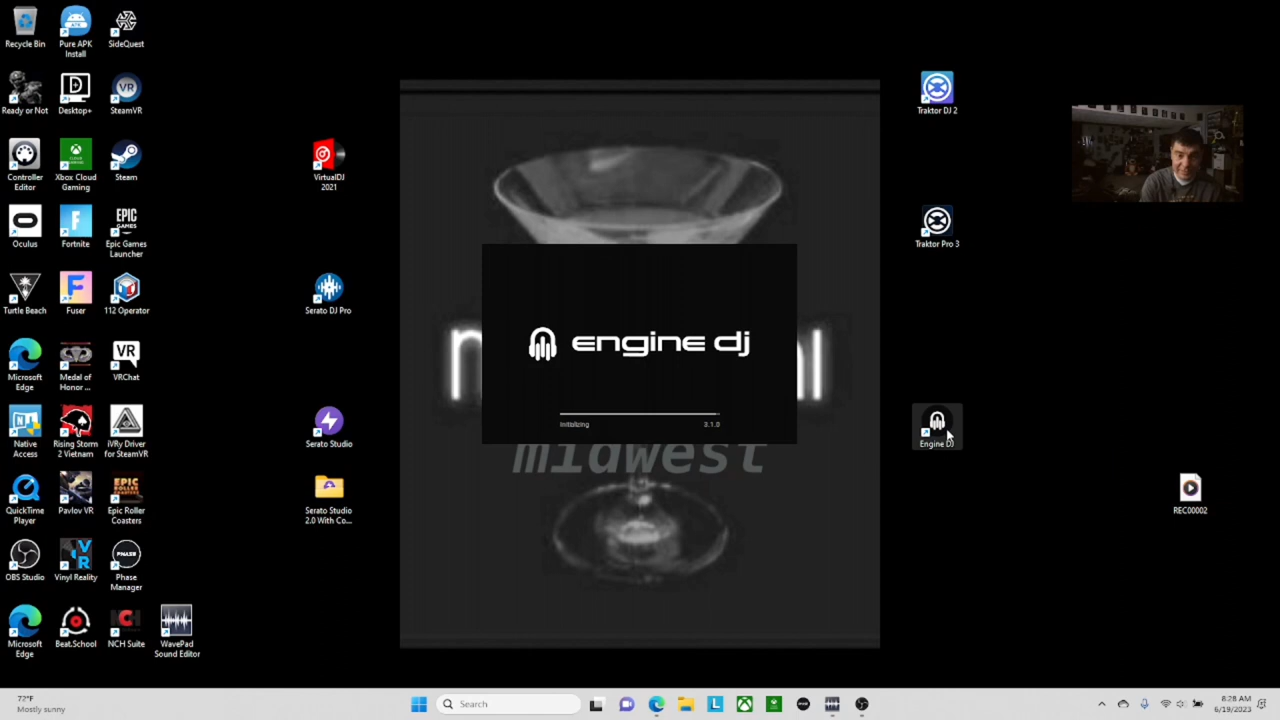 Recycle Bin
Pure APK
Install
SideQuest
Ready or Not
Desktop+
SteamVR
Controller
Editor
Xbox Cloud
Gaming
Steam
Oculus
Fortnite
Epic Games
Launcher
Turtle Beach
Fuser
112 Operator
Microsoft
Edge
Medal of
Honor ...
VRChat
Native
Access
Rising Storm
2 Vietnam
iVRy Driver
for SteamVR
QuickTime
Player
Pavlov VR
Epic Roller
Coasters
OBS Studio
Vinyl Reality
Phase
Manager
Microsoft
Edge
Beat.School
NCH Suite
WavePad
Sound Editor
VirtualDJ
2021
Serato DJ Pro
Serato Studio
Serato Studio
2.0 With Co...
engine dj
Initializing
3.1.0
midwest
Traktor DJ 2
Traktor Pro 3
Engine DJ
REC00002
72°F
Mostly sunny
Search
8:28 AM
6/19/2023